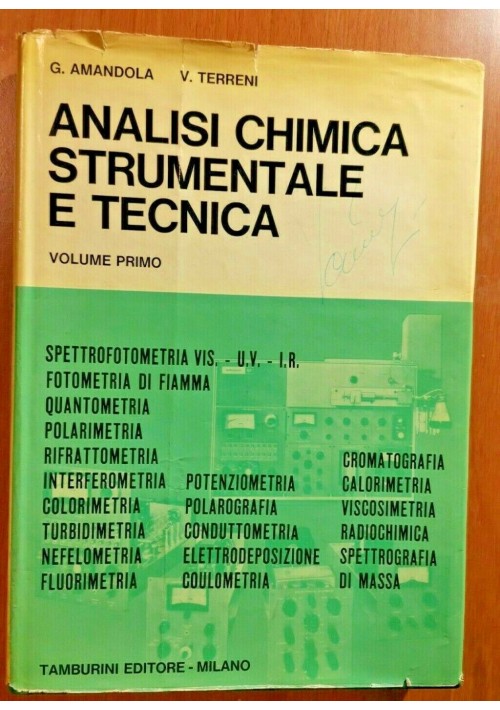 G. AMANDOLA V. TERRENI
ANALISI CHIMICA
STRUMENTALE
E TECNICA
VOLUME PRIMO
SPETTROFOTOMETRIA VIS. - U.V. - I.R.
FOTOMETRIA DI FIAMMA
QUANTOMETRIA
POLARIMETRIA
RIFRATTOMETRIA
INTERFEROMETRIA
COLORIMETRIA
TURBIDIMETRIA
NEFELOMETRIA
FLUORIMETRIA
POTENZIOMETRIA
POLAROGRAFIA
CONDUTTOMETRIA
ELETTRODEPOSIZIONE
COULOMETRIA
CROMATOGRAFIA
CALORIMETRIA
VISCOSIMETRIA
RADIOCHIMICA
SPETTROGRAFIA
DI MASSA
TAMBURINI EDITORE - MILANO